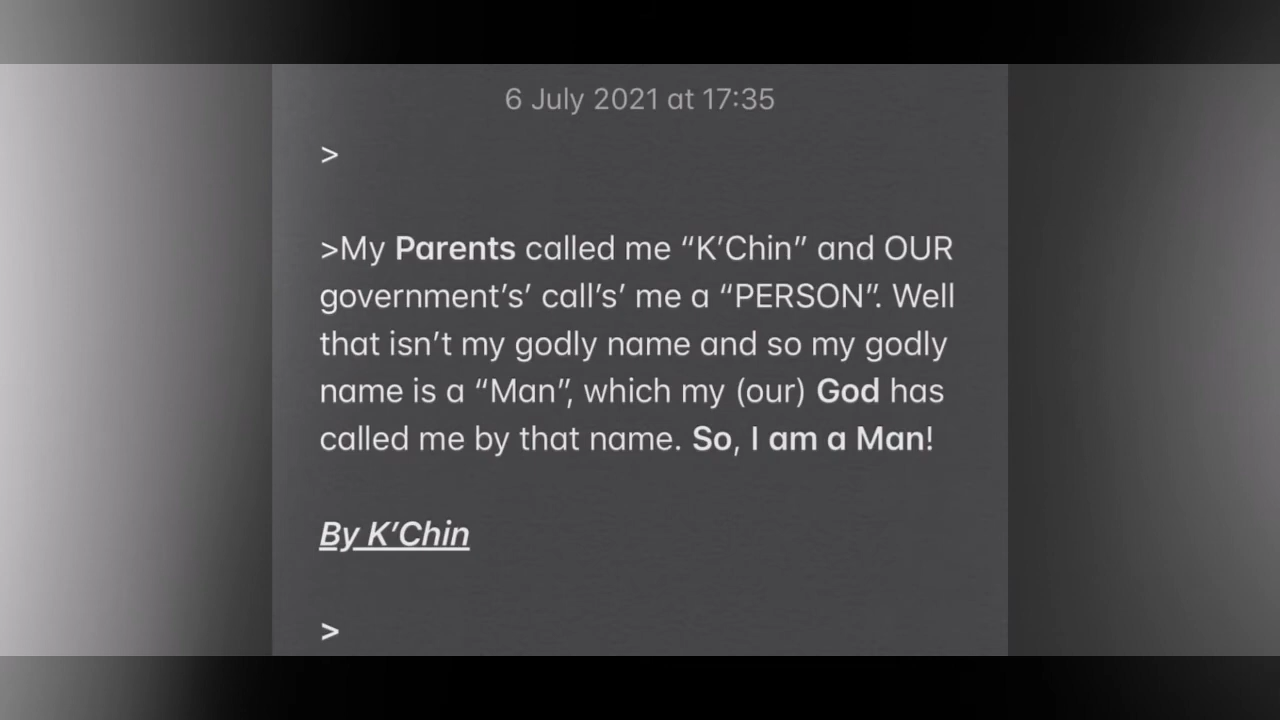 6 July 2021 at 17:35
>
>My Parents called me “K’Chin” and OUR
government’s’ call’s’ me a “PERSON”. Well
that isn’t my godly name and so my godly
name is a “Man”, which my (our) God has
called me by that name. So, I am a Man!
By K’Chin
>